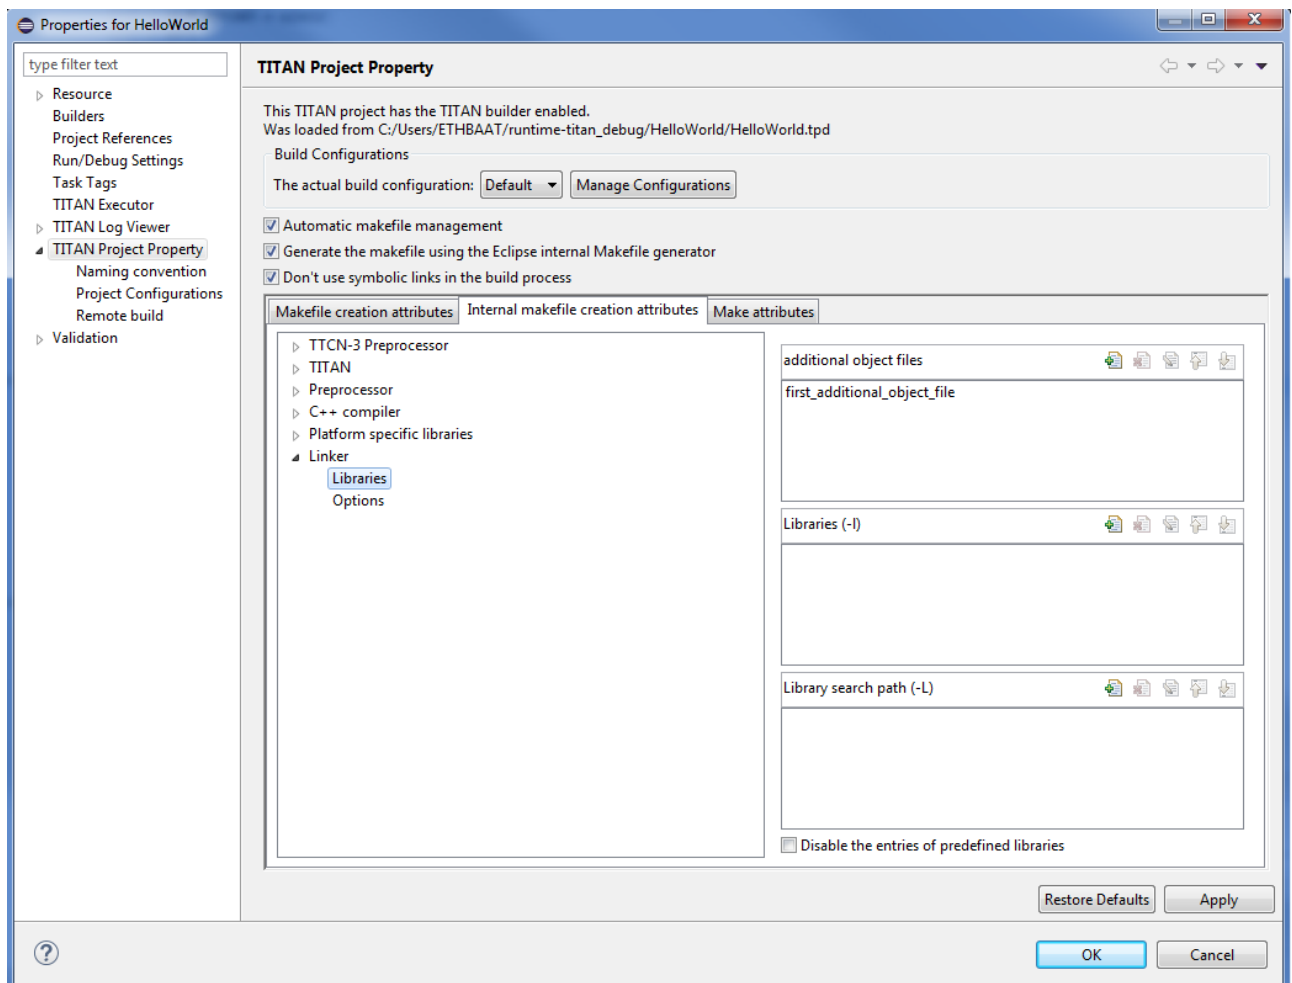 Properties for HelloWorld
type filter text
Resource
Builders
Project References
Run/Debug Settings
Task Tags
TITAN Executor
TITAN Log Viewer
TITAN Project Property
Naming convention
Project Configurations
Remote build
Validation
TITAN Project Property
This TITAN project has the TITAN builder enabled.
Was loaded from C:/Users/ETHBAAT/runtime-titan_debug/HelloWorld/HelloWorld.tpd
Build Configurations
The actual build configuration: Default Manage Configurations
Automatic makefile management
Generate the makefile using the Eclipse internal Makefile generator
Don't use symbolic links in the build process
Makefile creation attributes Internal makefile creation attributes Make attributes
TTCN-3 Preprocessor
TITAN
Preprocessor
C++ compiler
Platform specific libraries
Linker
Libraries
Options
additional object files
first_additional_object_file
Libraries (-l)
Library search path (-L)
Disable the entries of predefined libraries
Restore Defaults Apply
OK Cancel